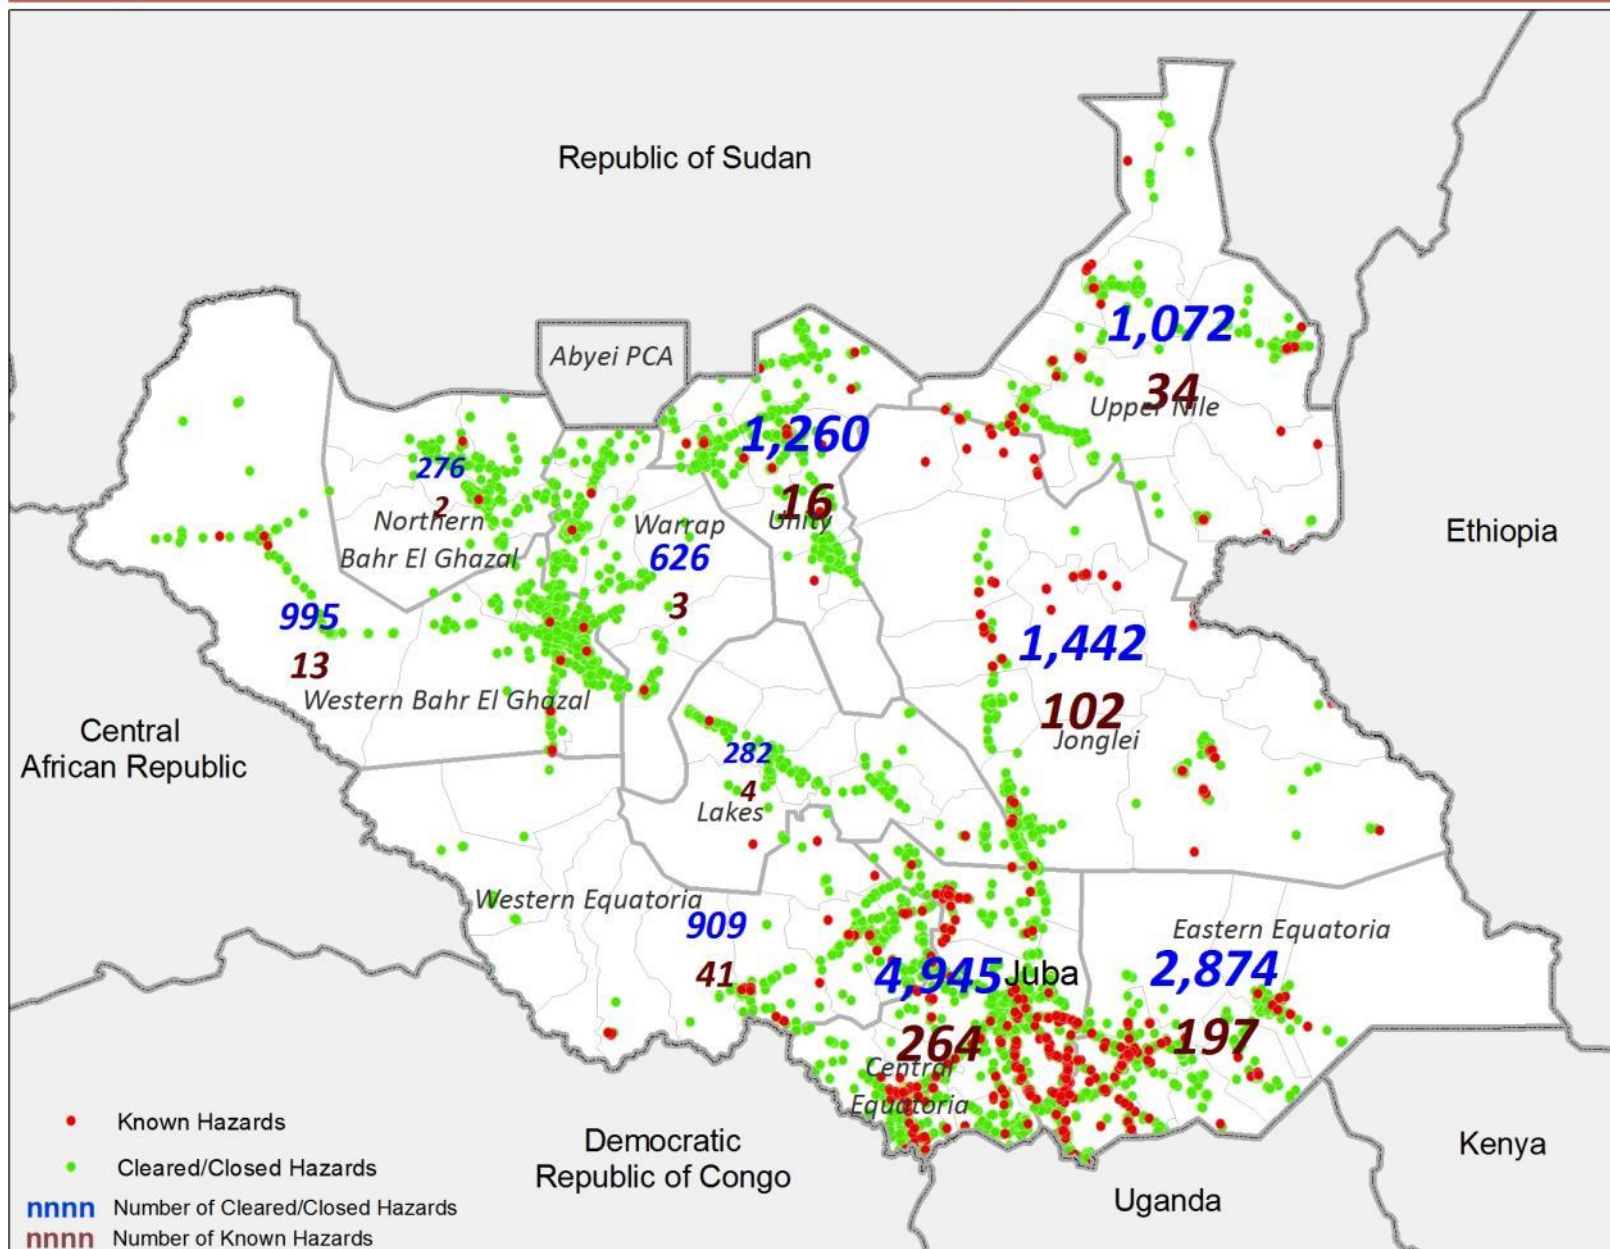 Republic of Sudan
Abyei PCA
1,072
34
Upper Nile
1,260
16
Unity
276
2
Northern
Bahr El Ghazal
Warrap
626
3
Ethiopia
995
13
Western Bahr El Ghazal
1,442
102
Jonglei
Central
African Republic
282
4
Lakes
Western Equatoria
909
41
Eastern Equatoria
2,874
197
4,945
Juba
264
Central
Equatoria
Known Hazards
Cleared/Closed Hazards
nnnn Number of Cleared/Closed Hazards
nnnn Number of Known Hazards
Democratic
Republic of Congo
Uganda
Kenya